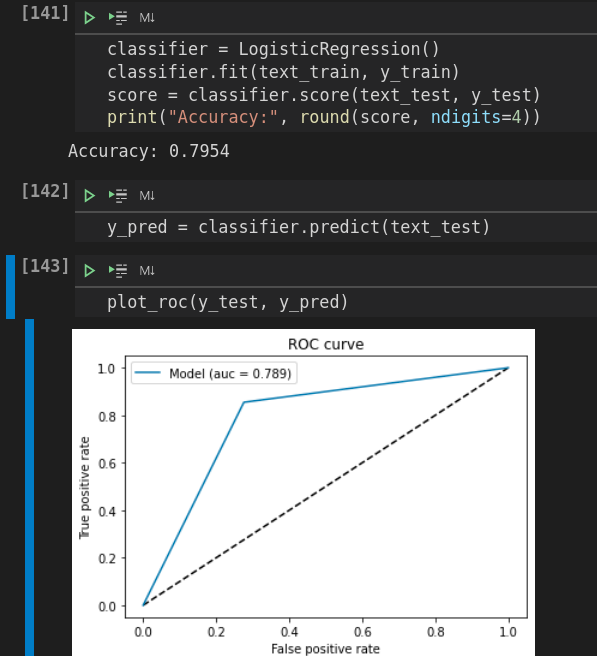 [141]
M↓
classifier = LogisticRegression()
classifier.fit(text_train, y_train)
score = classifier.score(text_test, y_test)
print("Accuracy:", round(score, ndigits=4))
Accuracy: 0.7954
[142]
M↓
y_pred = classifier.predict(text_test)
[143]
M↓
plot_roc(y_test, y_pred)
ROC curve
Model (auc = 0.789)
True positive rate
1.0
0.8
0.6
0.4
0.2
0.0
0.0 0.2 0.4 0.6 0.8 1.0
False positive rate